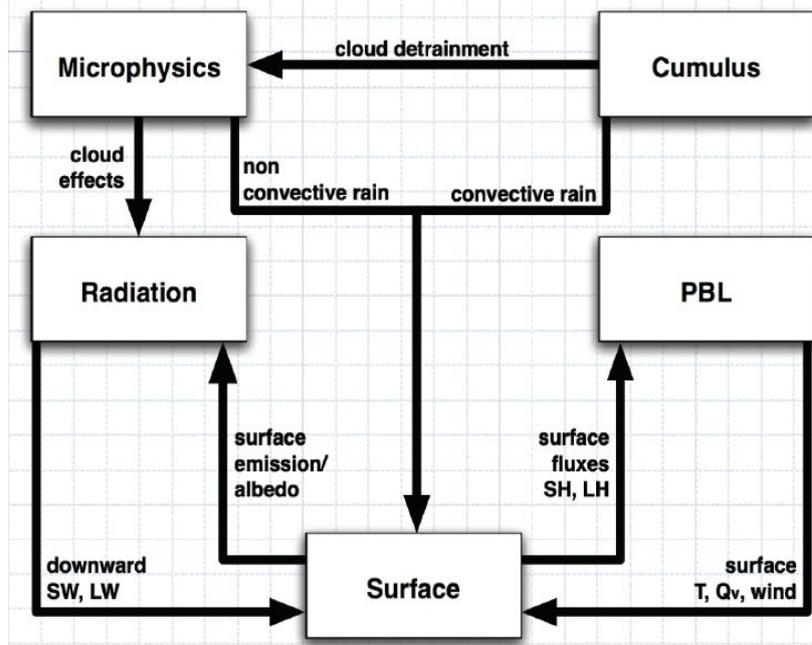 Microphysics
cloud detrainment
Cumulus
cloud
effects
non
convective rain
convective rain
Radiation
PBL
surface
emission/
albedo
surface
fluxes
SH, LH
downward
SW, LW
Surface
surface
T, Qv, wind